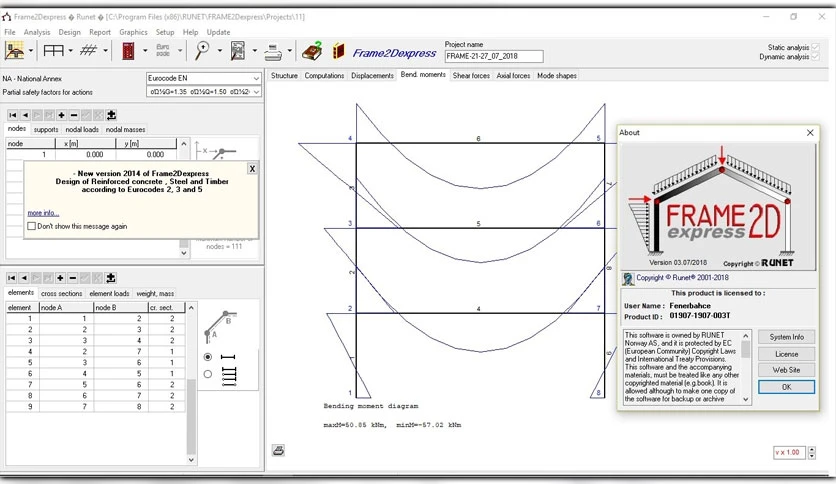 Frame2Dexpress � Runet � [C:\Program Files (x86)\RUNET\FRAME2Dexpress\Projects\11]
File Analysis Design Report Graphics Setup Help Update
Euro code
Frame2Dexpress
Project name
FRAME-21-27_07_2018
Static analysis
Dynamic analysis
NA - National Annex
Eurocode EN
Partial safety factors for actions
Structure Computations Displacements Bend. moments Shear forces Axial forces Mode shapes
nodes supports nodal loads nodal masses
node x [m] y [m]
1 0.000 0.000
X
- New version 2014 of Frame2Dexpress
Design of Reinforced concrete , Steel and Timber
according to Eurocodes 2, 3 and 5
more info...
Don't show this message again
nodes = 111
elements cross sections element loads weight, mass
element node A node B cr. sect.
1 1 2 2
2 2 3 2
3 3 4 2
4 2 7 1
5 3 6 1
6 4 5 1
7 5 6 2
8 6 7 2
9 7 8 2
A
B
4 6 5
3
3 5 6
2 8
2 4 7
1 9
1 8
Bending moment diagram
maxM=50.85 kNm, minM=-57.02 kNm
v x 1.00
About
FRAME2D
express
Version 03.07/2018 Copyright © RUNET
Copyright © Runet® 2001-2018
This product is licensed to :
User Name : Fenerbahce
Product ID : 01907-1907-003T
This software is owned by RUNET
Norway AS, and it is protected by EC
(European Community) Copyright Laws
and International Treaty Provisions.
This software and the accompanying
materials, must be treated like any other
copyrighted material (e.g.book). It is
allowed although to make one copy of
the software for backup or archive
System Info
License
Web Site
OK